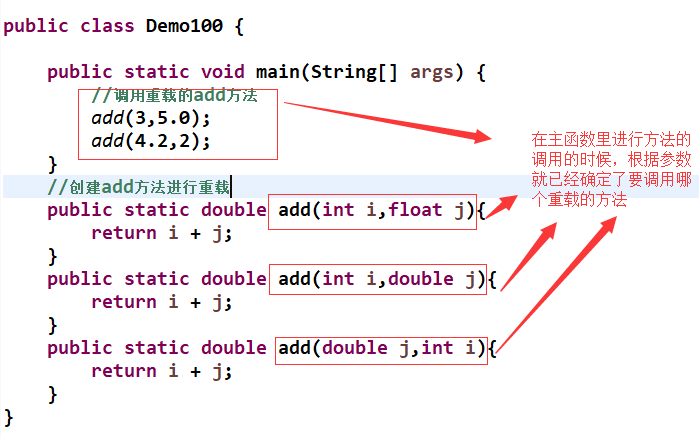 public class Demo100 {
public static void main(String[] args) {
//调用重载的add方法
add(3,5.0);
add(4.2,2);
}
//创建add方法进行重载
public static double add(int i,float j){
return i + j;
}
public static double add(int i,double j){
return i + j;
}
public static double add(double j,int i){
return i + j;
}
}
在主函数里进行方法的
调用的时候，根据参数
就已经确定了要调用哪
个重载的方法